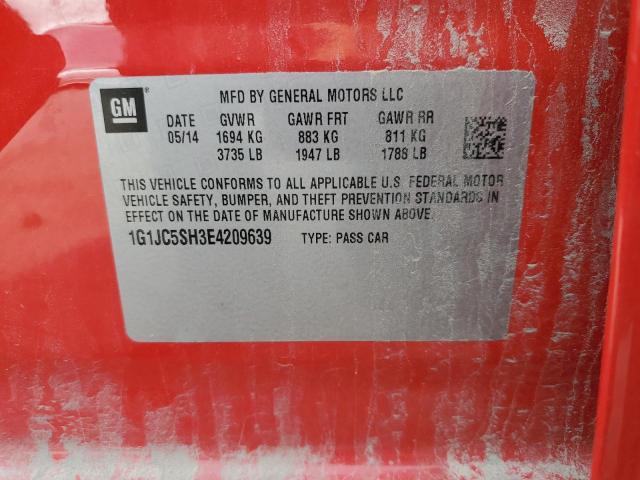 GM
MFD BY GENERAL MOTORS LLC
DATE GVWR GAWR FRT GAWR RR
05/14 1694 KG 883 KG 811 KG
3735 LB 1947 LB 1788 LB
THIS VEHICLE CONFORMS TO ALL APPLICABLE U.S. FEDERAL MOTOR
VEHICLE SAFETY, BUMPER, AND THEFT PREVENTION STANDARDS IN
EFFECT ON THE DATE OF MANUFACTURE SHOWN ABOVE.
1G1JC5SH3E4209639 TYPE: PASS CAR